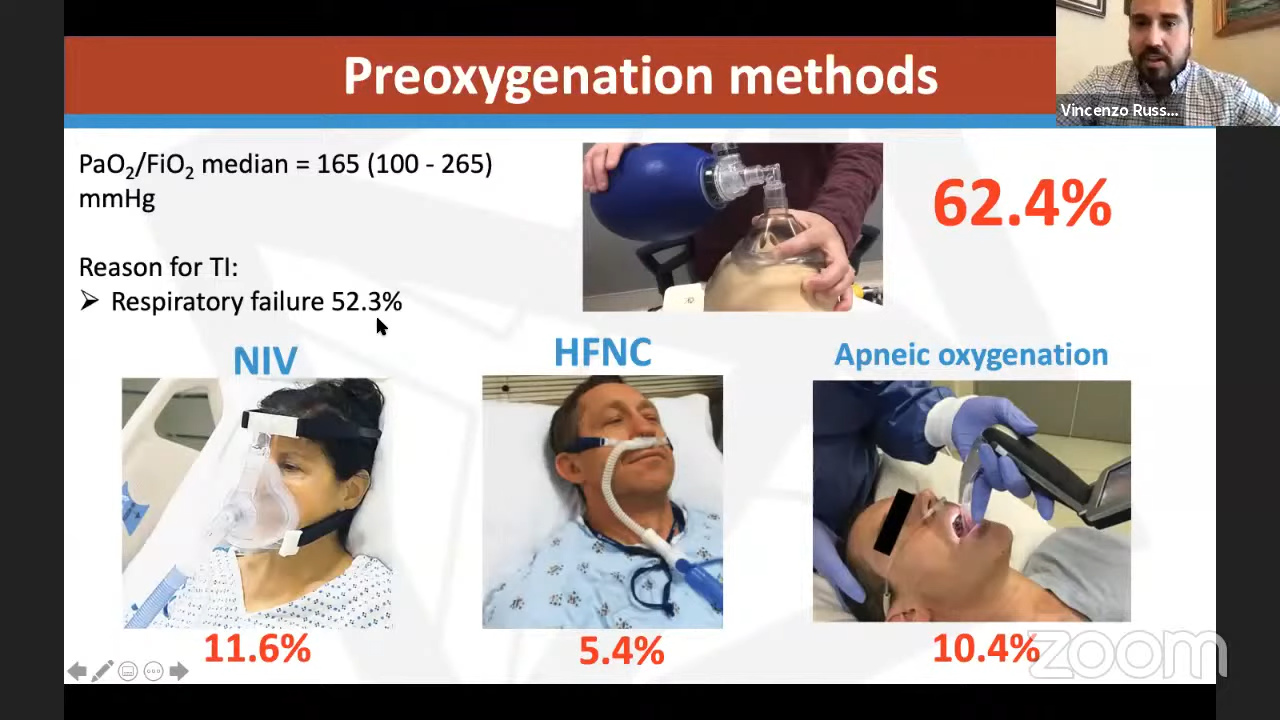 Preoxygenation methods
Vincenzo Russ...
PaO₂/FiO₂ median = 165 (100 - 265)
mmHg
62.4%
Reason for TI:
➢ Respiratory failure 52.3%
NIV
HFNC
Apneic oxygenation
11.6%
5.4%
10.4%
zoom